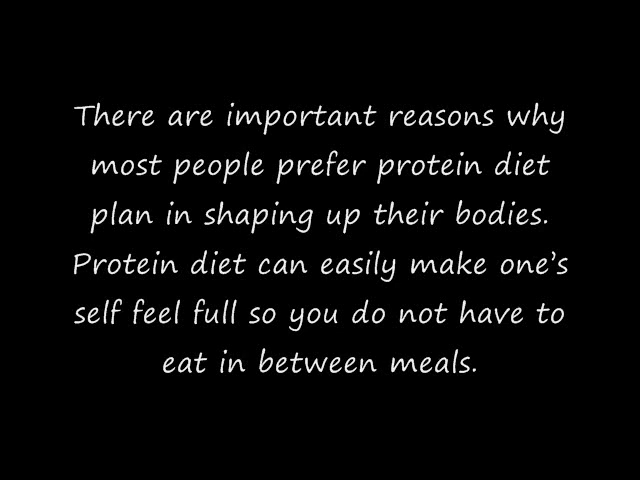 There are important reasons why
most people prefer protein diet
plan in shaping up their bodies.
Protein diet can easily make one’s
self feel full so you do not have to
eat in between meals.